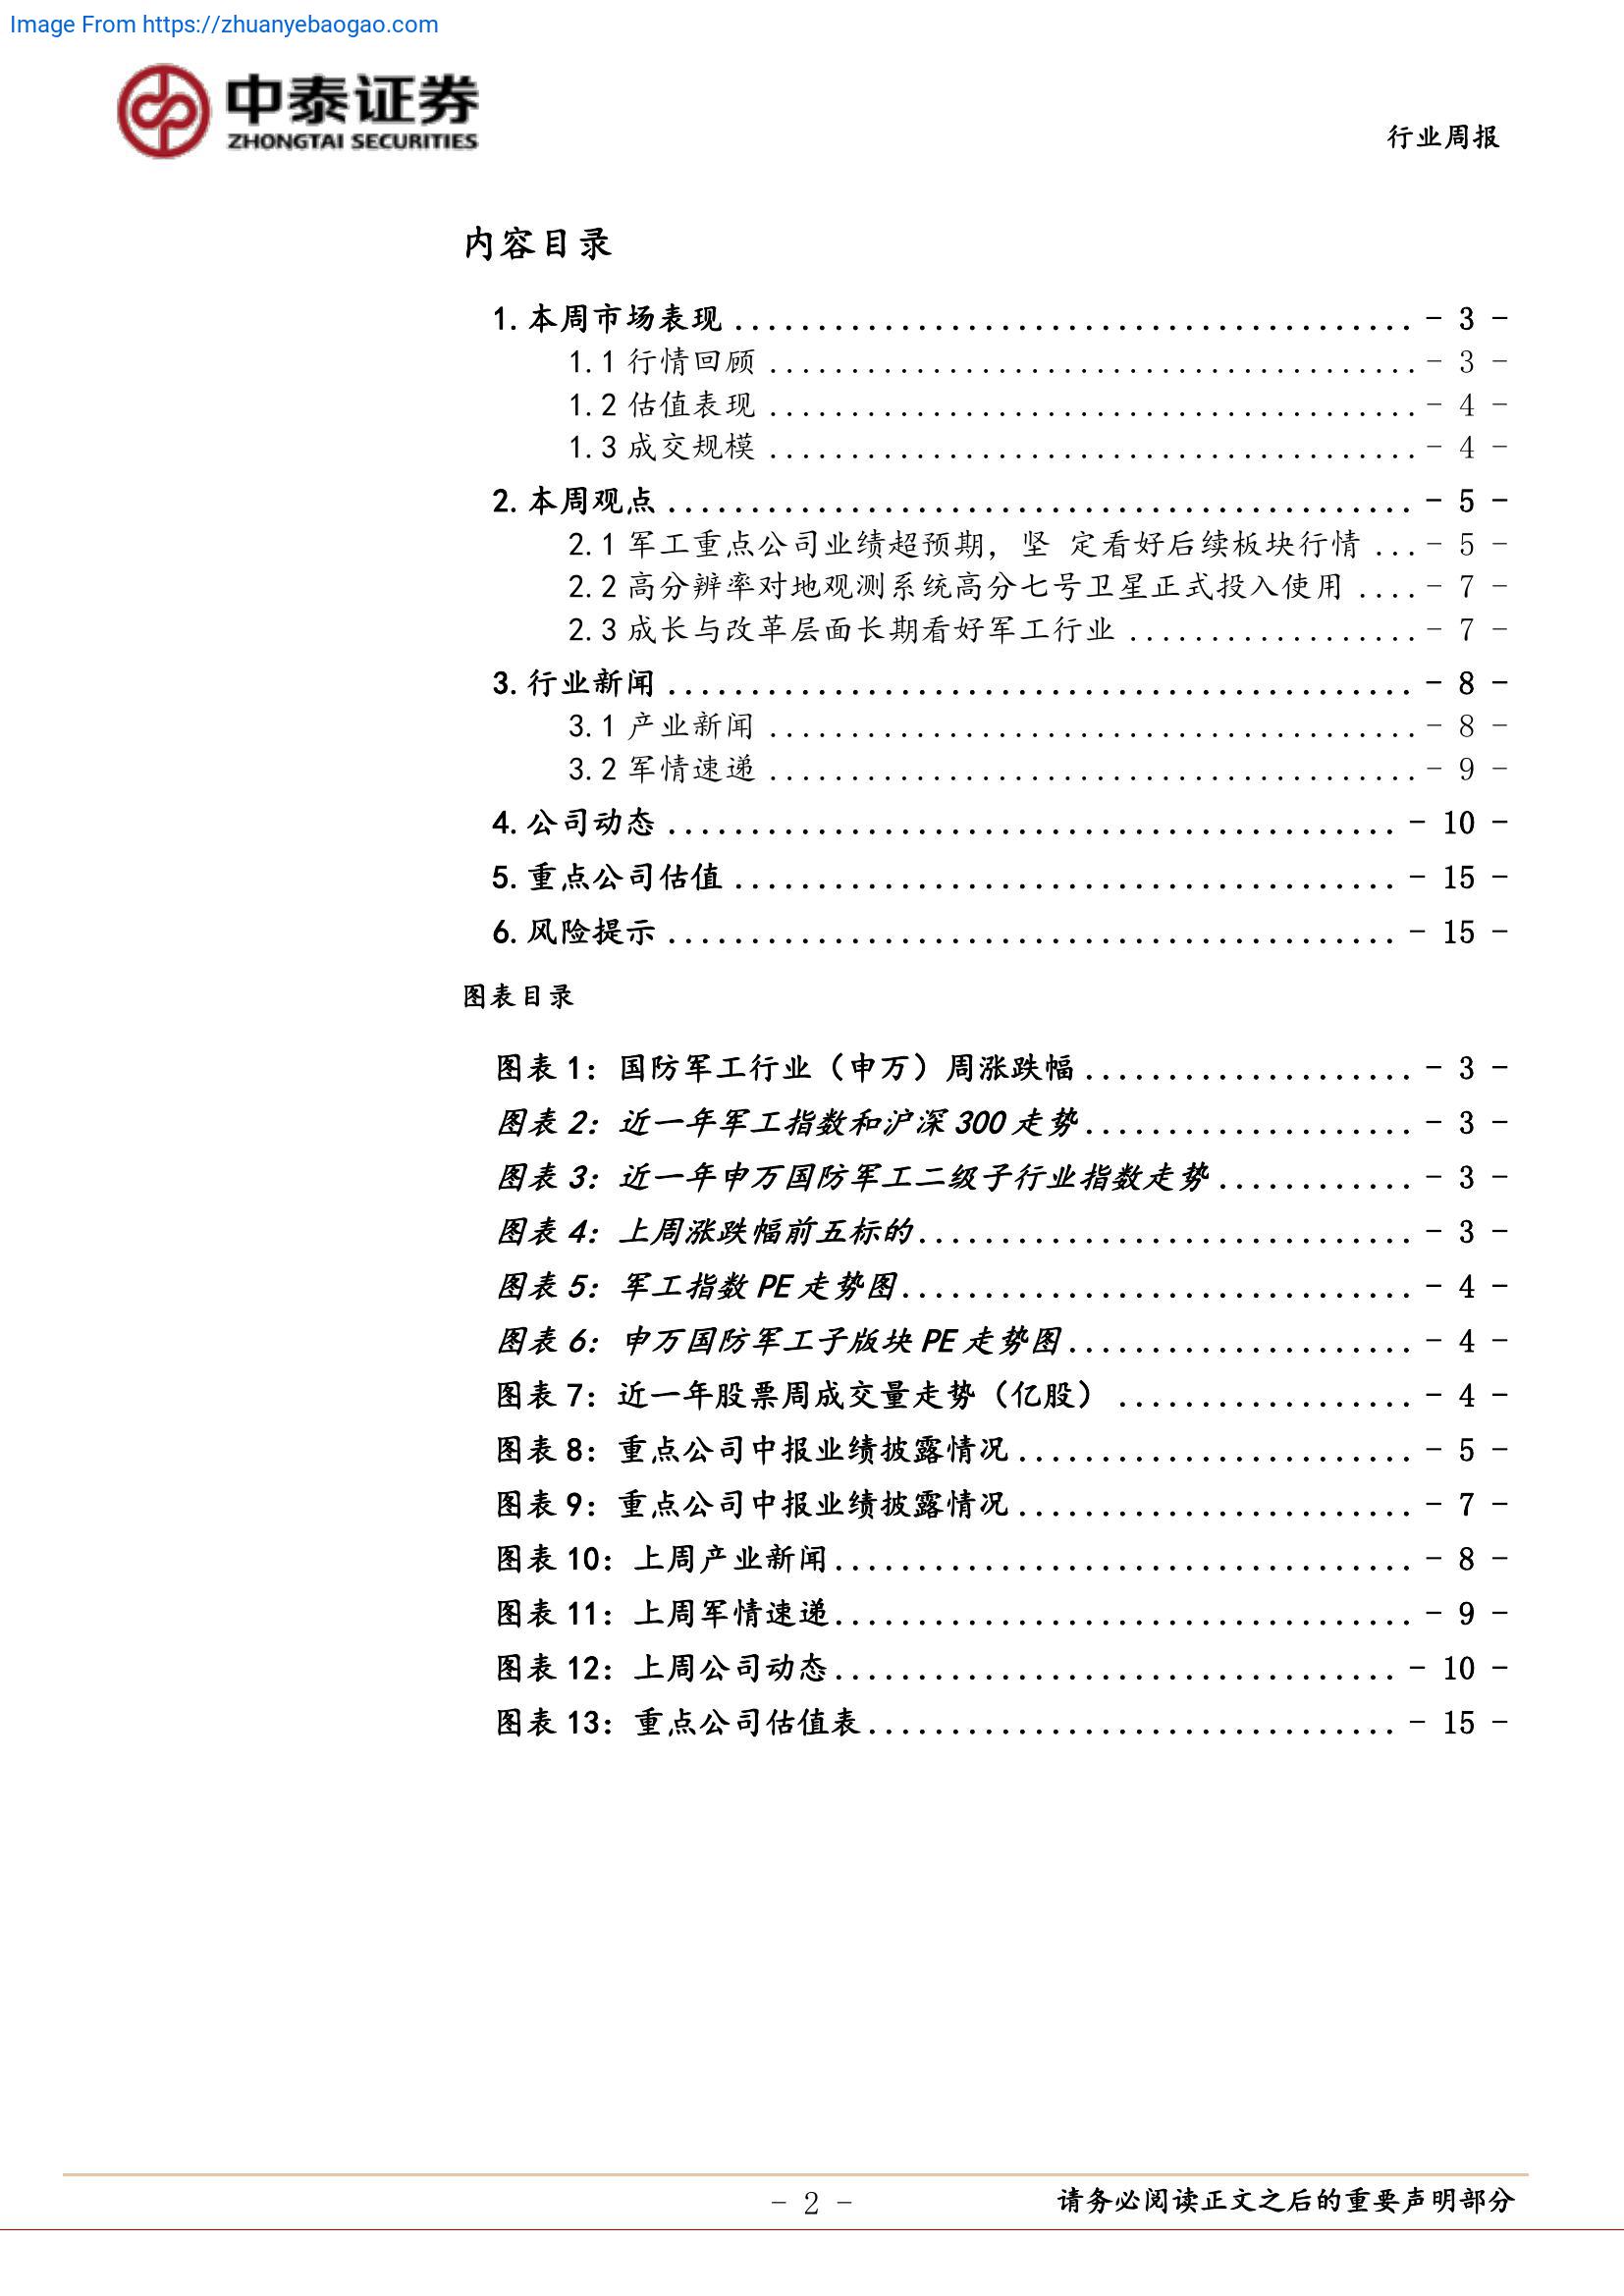 Image From https://zhuanyebaogao.com
中泰证券
ZHONGTAI SECURITIES
行业周报
内容目录
1.本周市场表现 ......................................... - 3 -
1.1 行情回顾 ........................................ - 3 -
1.2 估值表现 ........................................ - 4 -
1.3 成交规模 ........................................ - 4 -
2.本周观点 ............................................. - 5 -
2.1 军工重点公司业绩超预期，坚 定看好后续板块行情 ...- 5 -
2.2 高分辨率对地观测系统高分七号卫星正式投入使用 ....- 7 -
2.3 成长与改革层面长期看好军工行业 ..................- 7 -
3.行业新闻 ............................................. - 8 -
3.1 产业新闻 ........................................ - 8 -
3.2 军情速递 ........................................ - 9 -
4.公司动态 ............................................ - 10 -
5.重点公司估值 ........................................ - 15 -
6.风险提示 ............................................ - 15 -
图表目录
图表 1：国防军工行业（申万）周涨跌幅.................... - 3 -
图表 2：近一年军工指数和沪深 300 走势.................... - 3 -
图表 3：近一年申万国防军工二级子行业指数走势............ - 3 -
图表 4：上周涨跌幅前五标的.............................. - 3 -
图表 5：军工指数 PE 走势图............................... - 4 -
图表 6：申万国防军工子版块 PE 走势图..................... - 4 -
图表 7：近一年股票周成交量走势（亿股） .................. - 4 -
图表 8：重点公司中报业绩披露情况........................ - 5 -
图表 9：重点公司中报业绩披露情况........................ - 7 -
图表 10：上周产业新闻................................... - 8 -
图表 11：上周军情速递................................... - 9 -
图表 12：上周公司动态.................................. - 10 -
图表 13：重点公司估值表................................ - 15 -
- 2 -
请务必阅读正文之后的重要声明部分